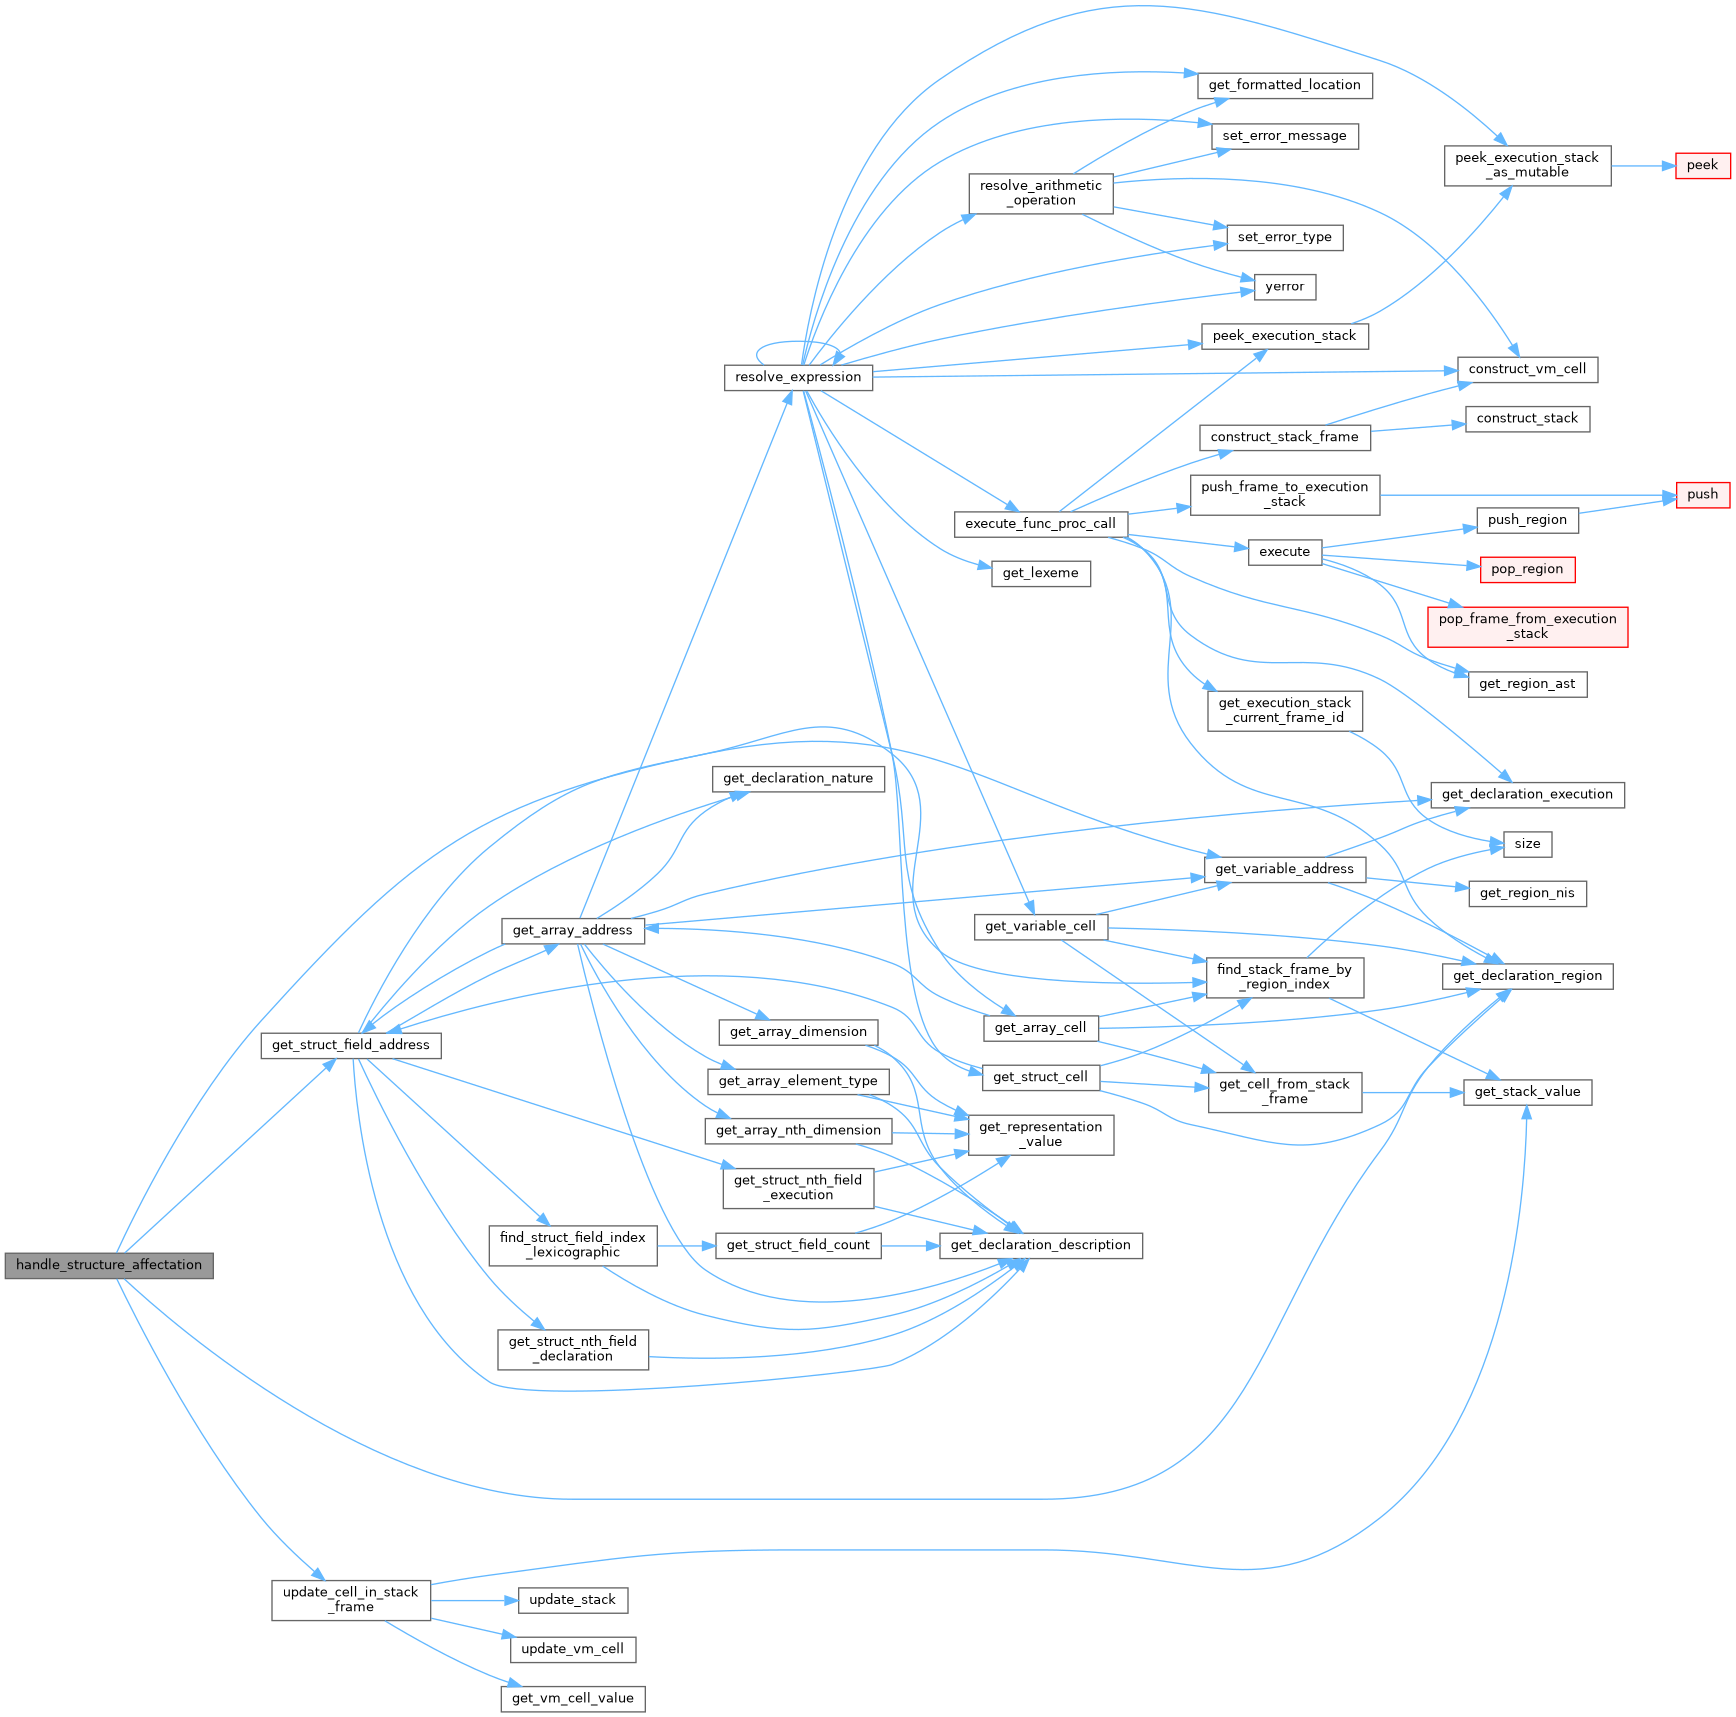 get_formatted_location
set_error_message
peek_execution_stack
_as_mutable
peek
resolve_arithmetic
_operation
set_error_type
yerror
peek_execution_stack
resolve_expression
construct_vm_cell
construct_stack
construct_stack_frame
push_frame_to_execution
_stack
push
push_region
execute_func_proc_call
execute
get_lexeme
pop_region
pop_frame_from_execution
_stack
get_region_ast
get_execution_stack
_current_frame_id
get_declaration_nature
get_declaration_execution
size
get_variable_address
get_region_nis
get_array_address
get_variable_cell
find_stack_frame_by
_region_index
get_declaration_region
get_array_dimension
get_array_cell
get_struct_field_address
get_array_element_type
get_struct_cell
get_cell_from_stack
_frame
get_stack_value
get_array_nth_dimension
get_representation
_value
get_struct_nth_field
_execution
find_struct_field_index
_lexicographic
get_struct_field_count
get_declaration_description
handle_structure_affectation
get_struct_nth_field
_declaration
update_cell_in_stack
_frame
update_stack
update_vm_cell
get_vm_cell_value